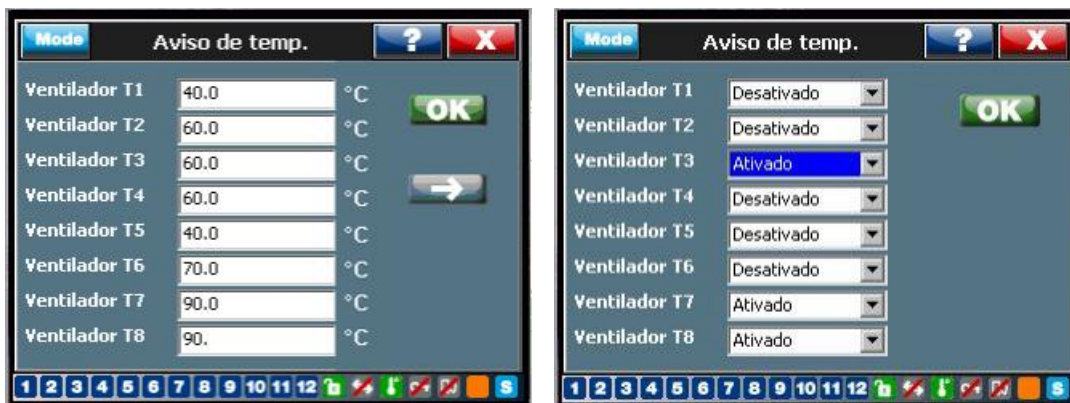 Mode Aviso de temp. ? X
Ventilador T1 40.0 °C OK
Ventilador T2 60.0 °C
Ventilador T3 60.0 °C
Ventilador T4 60.0 °C
Ventilador T5 40.0 °C
Ventilador T6 70.0 °C
Ventilador T7 90.0 °C
Ventilador T8 90. °C
1 2 3 4 5 6 7 8 9 10 11 12 S
Mode Aviso de temp. ? X
Ventilador T1 Desativado OK
Ventilador T2 Desativado
Ventilador T3 Ativado
Ventilador T4 Desativado
Ventilador T5 Desativado
Ventilador T6 Desativado
Ventilador T7 Ativado
Ventilador T8 Ativado
1 2 3 4 5 6 7 8 9 10 11 12 S